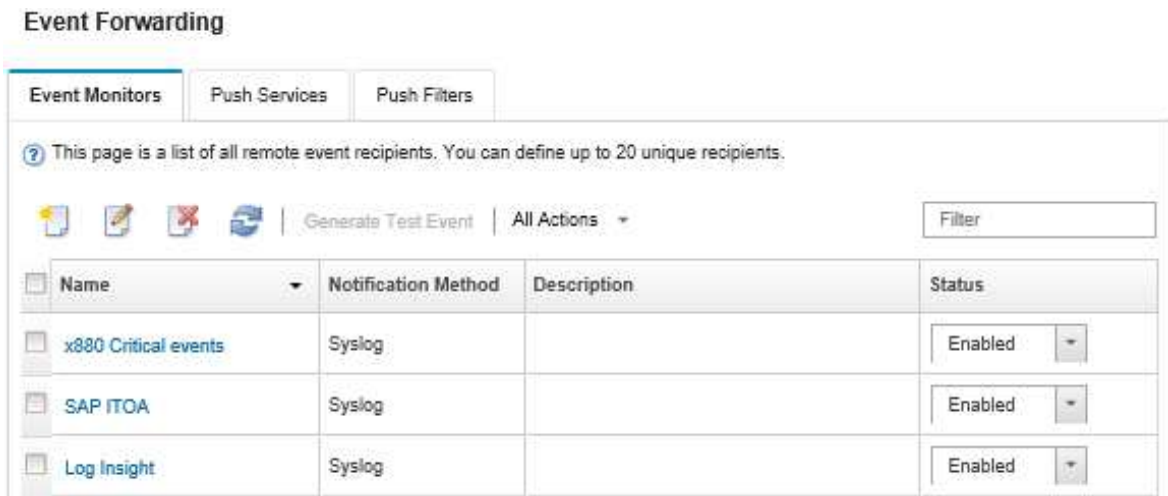 Event Forwarding
Event Monitors Push Services Push Filters
? This page is a list of all remote event recipients. You can define up to 20 unique recipients.
Generate Test Event All Actions Filter
Name Notification Method Description Status
x880 Critical events Syslog Enabled
SAP ITOA Syslog Enabled
Log Insight Syslog Enabled